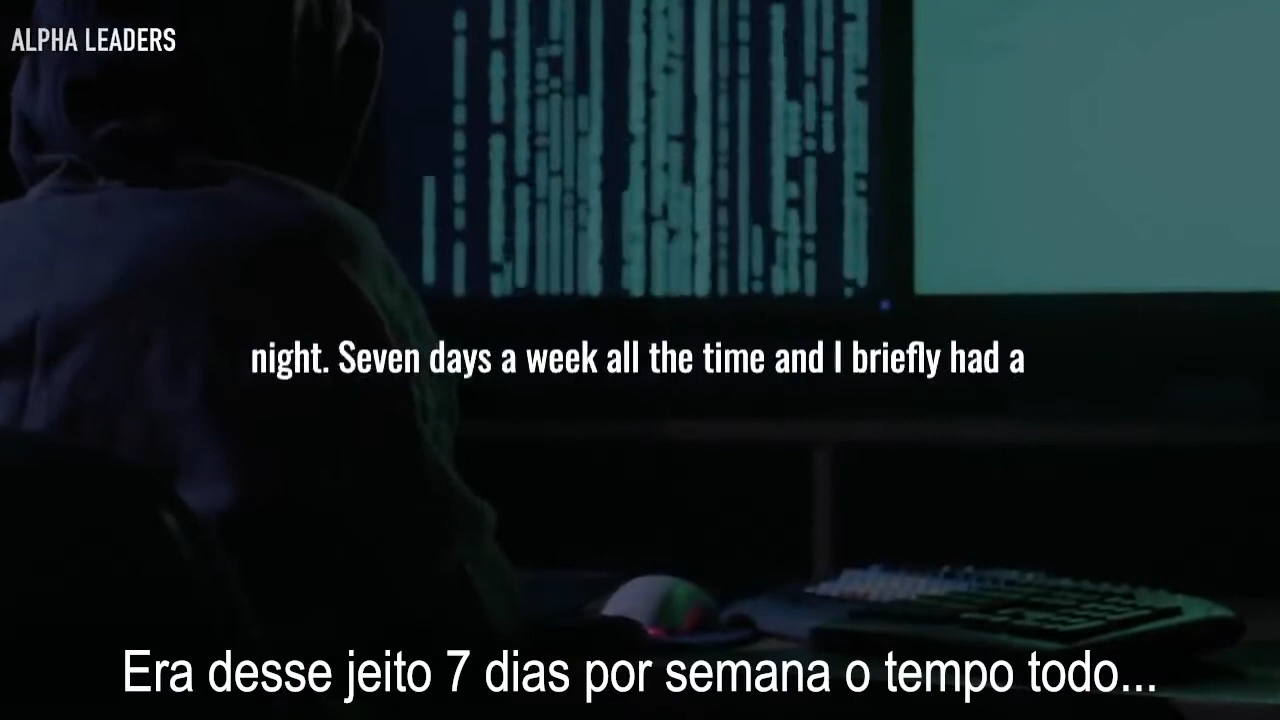 ALPHA LEADERS
night. Seven days a week all the time and I briefly had a
Era desse jeito 7 dias por semana o tempo todo...